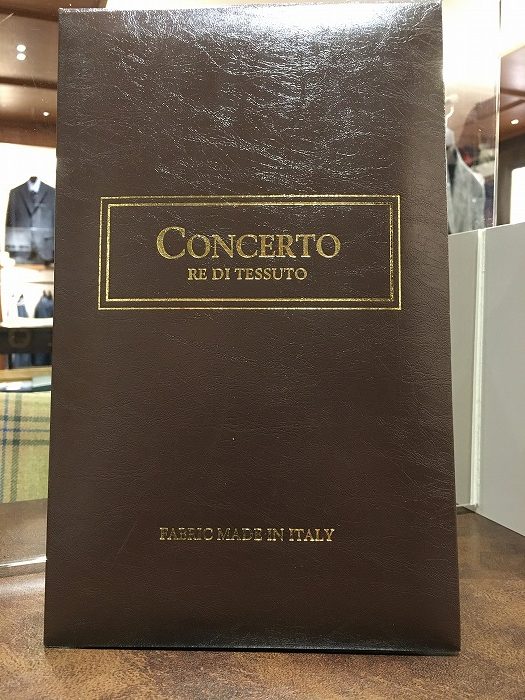 CONCERTO
RE DI TESSUTO
FABRIC MADE IN ITALY